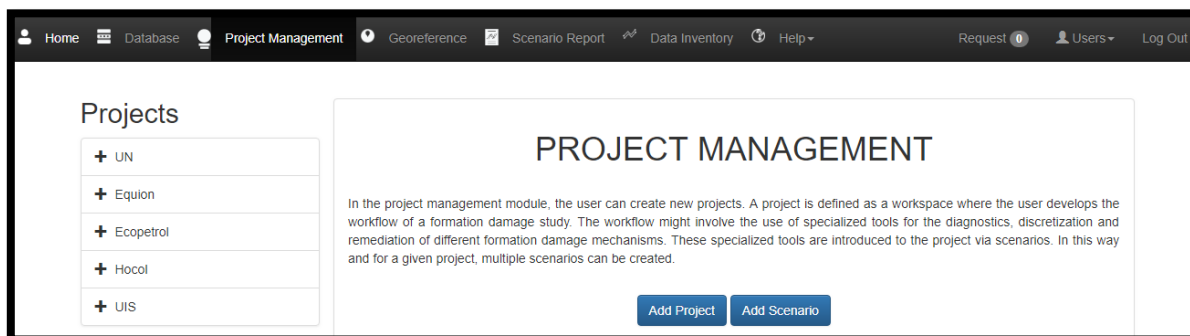 Home Database Project Management Georeference Scenario Report Data Inventory Help Request 0 Users Log Out
Projects
UN
Equion
Ecopetrol
Hocol
UIS
PROJECT MANAGEMENT
In the project management module, the user can create new projects. A project is defined as a workspace where the user develops the
workflow of a formation damage study. The workflow might involve the use of specialized tools for the diagnostics, discretization and
remediation of different formation damage mechanisms. These specialized tools are introduced to the project via scenarios. In this way
and for a given project, multiple scenarios can be created.
Add Project Add Scenario